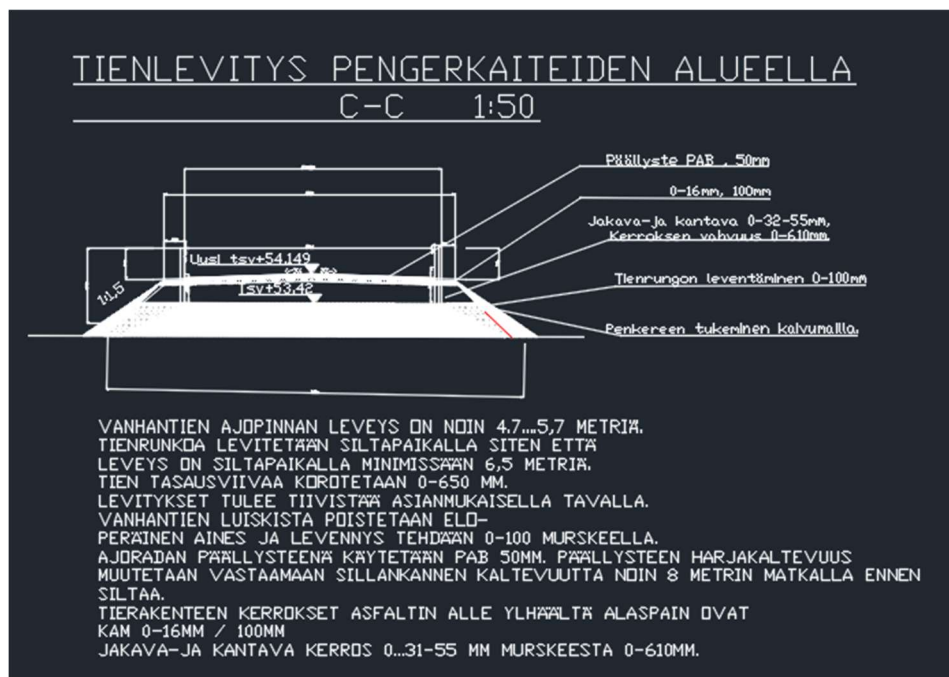 TIENLEVITYS PENGERKAITEIDEN ALUEELLA
C-C 1:50
Päällyste PAB . 50mm
0-16mm, 100mm
Jakava-ja kantava 0-32-55mm,
Kerroksen vahvuus 0-610mm.
Uusi tsv+54.149
Tsv+53.42
1:1,5
Tienrungon leventäminen 0-100mm
Penkereen tukeminen kaivumailla.
VANHANTIEN AJOPINNAN LEVEYS ON NOIN 4.7....5,7 METRIÄ.
TIENRUNKOA LEVITETÄÄN SILTAPAIKALLA SITEN ETTÄ
LEVEYS ON SILTAPAIKALLA MINIMISSÄÄN 6,5 METRIÄ.
TIEN TASAUSVIIVAA KOROTETAAN 0-650 MM.
LEVITYKSET TULEE TIIVISTÄÄ ASIANMUKAISELLA TAVALLA.
VANHANTIEN LUISKISTA POISTETAAN ELO-
PERÄINEN AINES JA LEVENNYS TEHDÄÄN 0-100 MURSKEELLA.
AJORADAN PÄÄLLYSTEENÄ KÄYTETÄÄN PAB 50MM. PÄÄLLYSTEEN HARJAKALTEVUUS
MUUTETAAN VASTAAMAAN SILLANKANNEN KALTEVUUTTA NOIN 8 METRIN MATKALLA ENNEN
SILTAA.
TIERAKENTEEN KERROKSET ASFALTIN ALLE YLHÄÄLTÄ ALASPAIN OVAT
KAM 0-16MM / 100MM
JAKAVA-JA KANTAVA KERROS 0...31-55 MM MURSKEESTA 0-610MM.